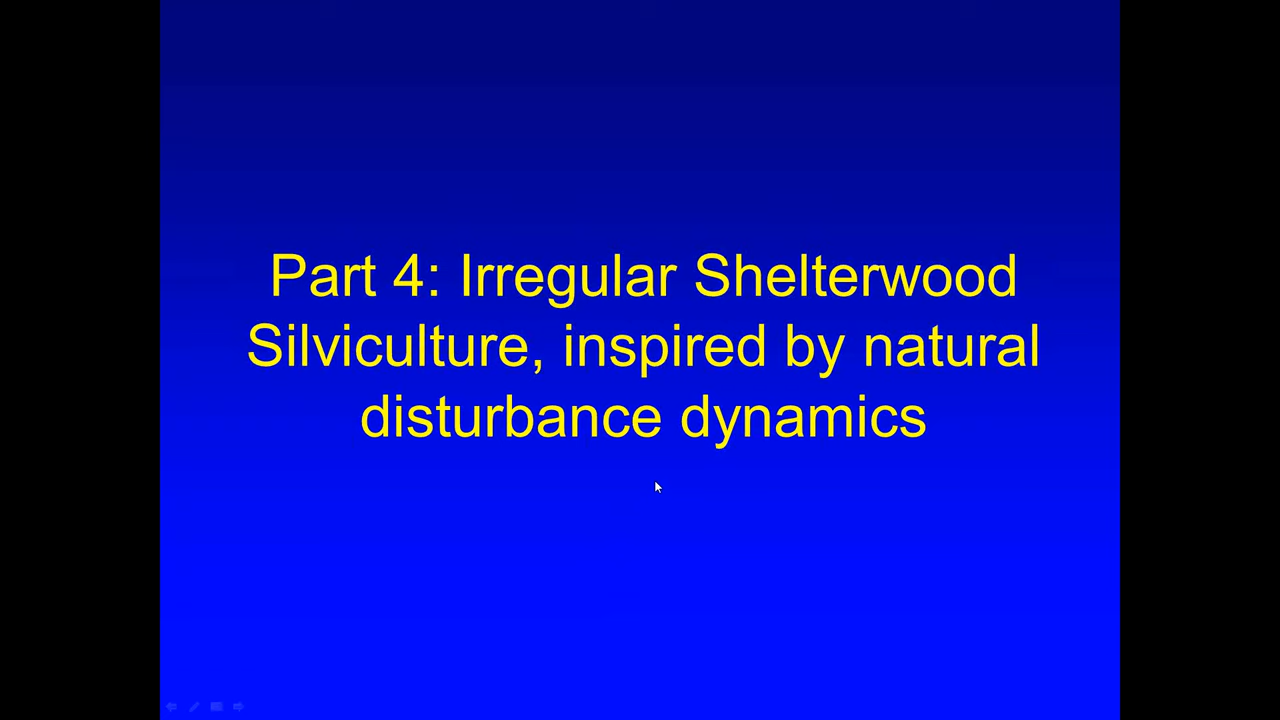 Part 4: Irregular Shelterwood
Silviculture, inspired by natural
disturbance dynamics